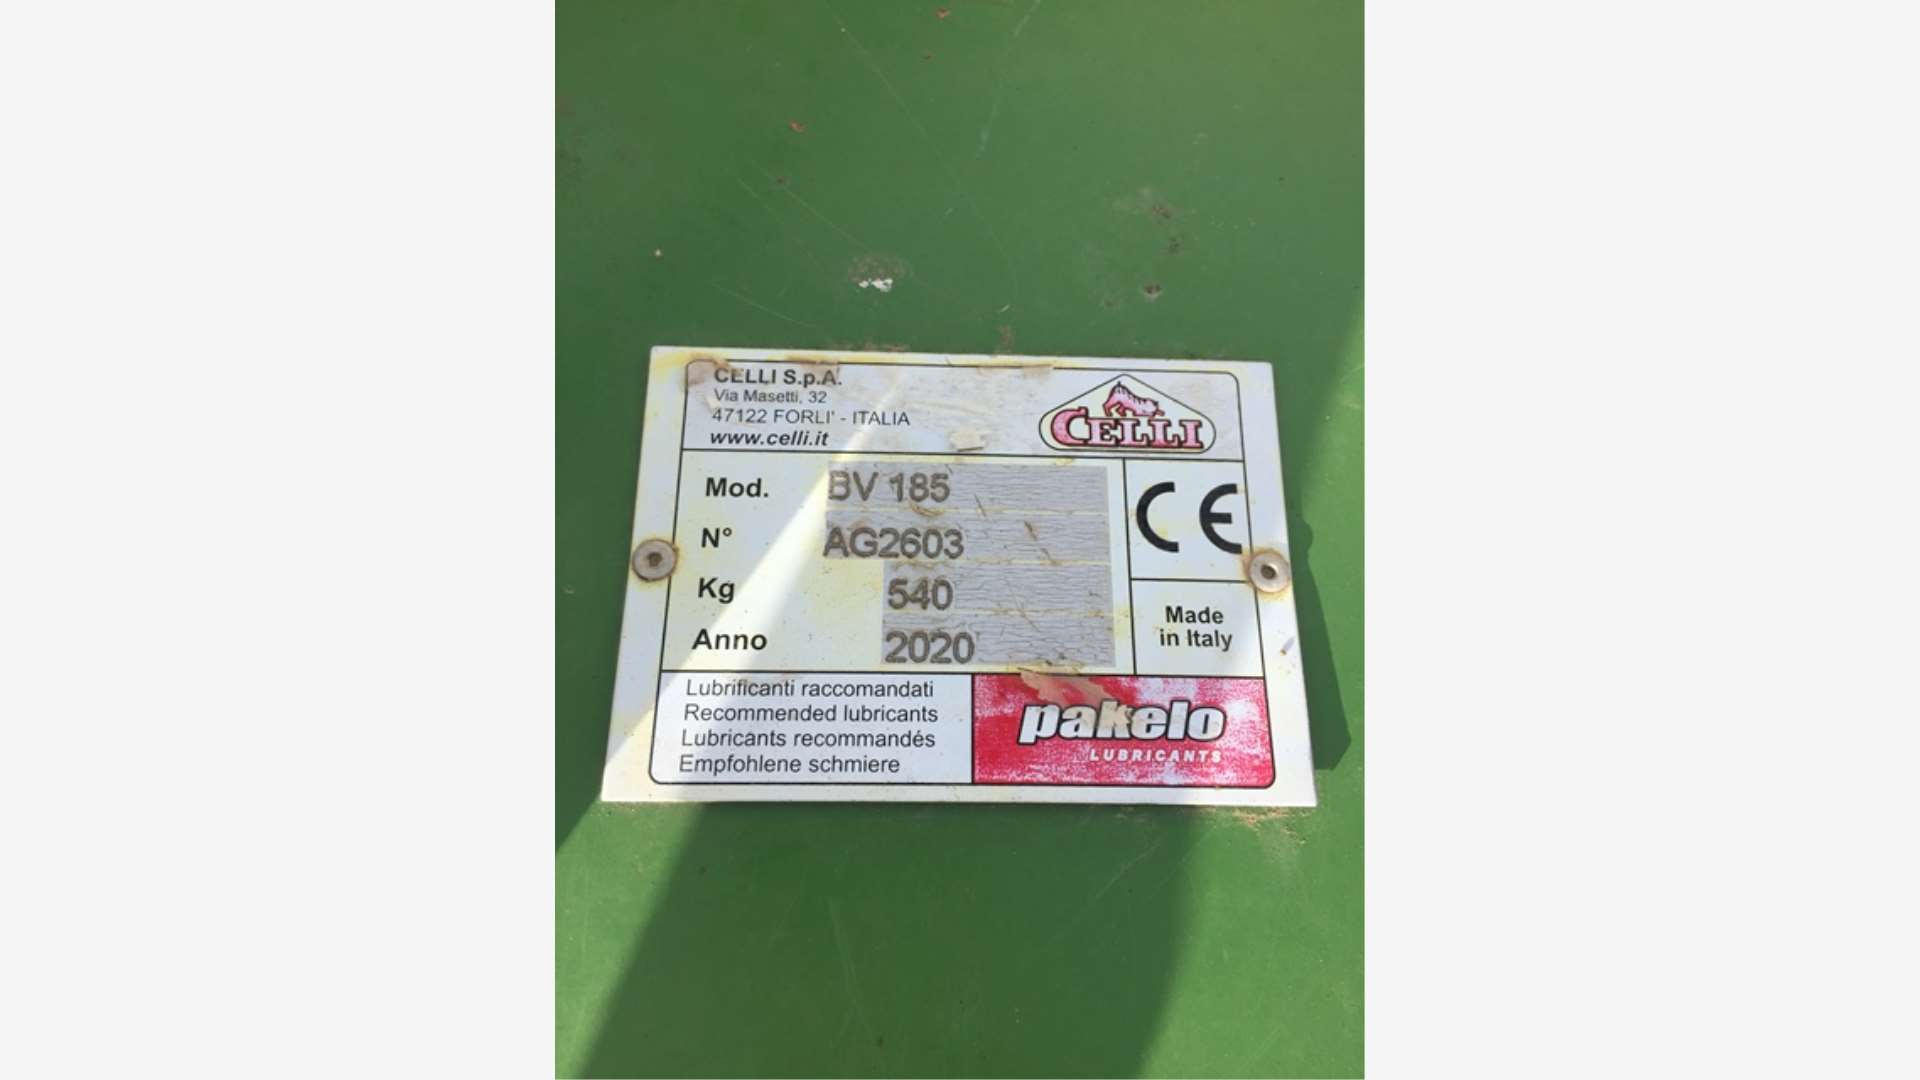 CELLI S.p.A.
Via Masetti, 32
47122 FORLI' - ITALIA
www.celli.it
CELLI
Mod. BV 185
N° AG2603
Kg 540
Anno 2020
CE
Made
in Italy
Lubrificanti raccomandati
Recommended lubricants
Lubricants recommandés
Empfohlene schmiere
pakelo
LUBRICANTS